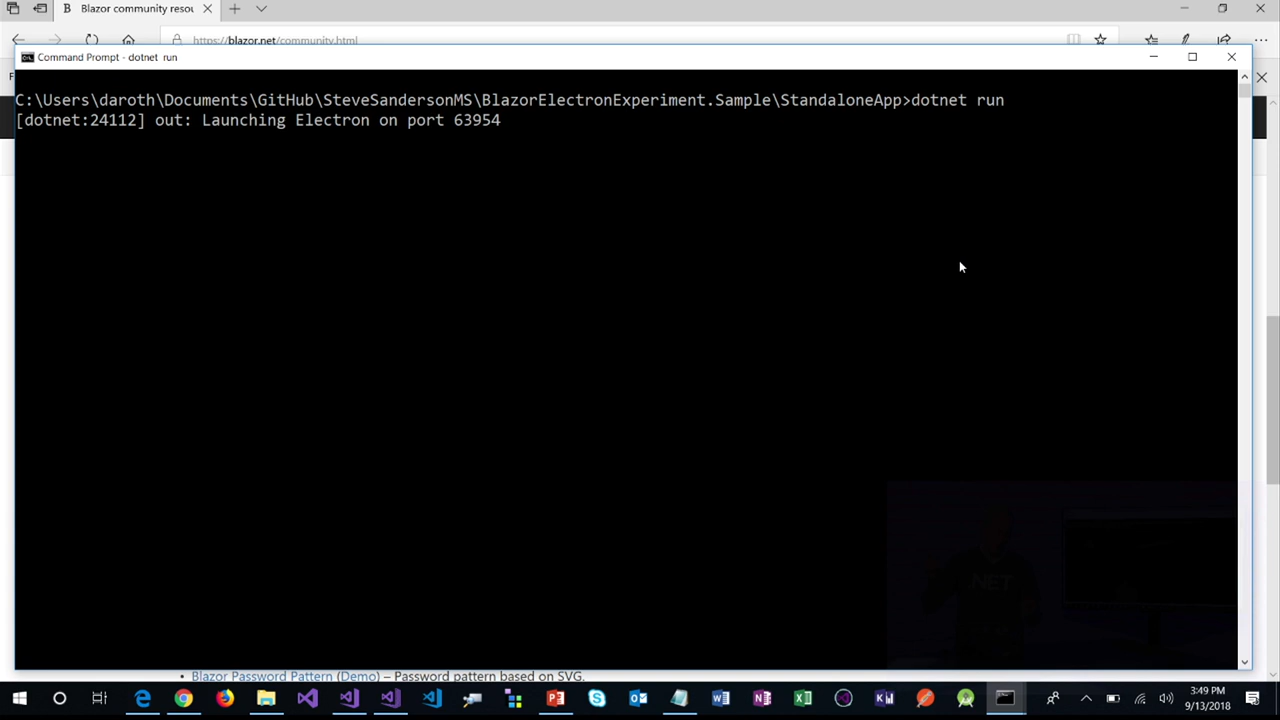 Blazor community resou
https://blazor.net/community.html
Command Prompt - dotnet run
C:\Users\daroth\Documents\GitHub\SteveSandersonMS\BlazorElectronExperiment.Sample\StandaloneApp>dotnet run
[dotnet:24112] out: Launching Electron on port 63954
.NET
• Blazor Password Pattern (Demo) – Password pattern based on SVG.
3:49 PM
9/13/2018